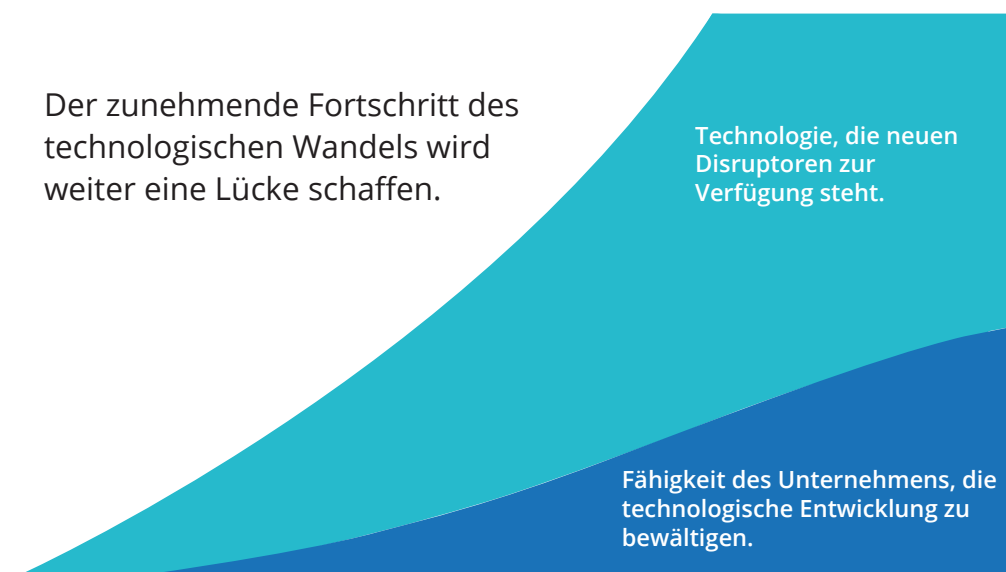 Der zunehmende Fortschritt des
technologischen Wandels wird
weiter eine Lücke schaffen.
Technologie, die neuen
Disruptoren zur
Verfügung steht.
Fähigkeit des Unternehmens, die
technologische Entwicklung zu
bewältigen.